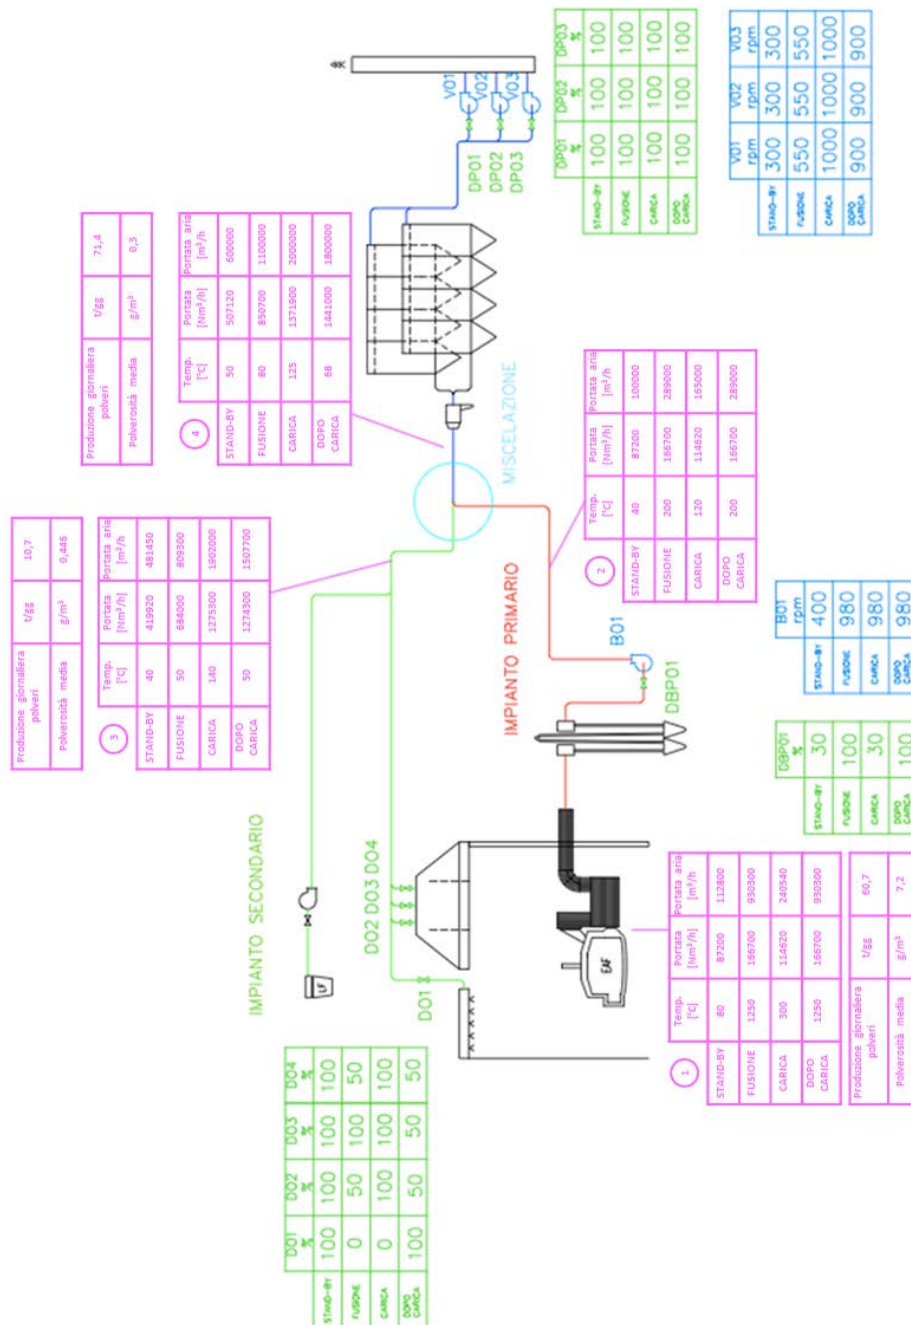 Produzione giornaliera polveri t/gg 71,4
Polverosità media g/m³ 0,3
4 Temp. [°C] Portata [Nm³/h] Portata aria [m³/h]
STAND-BY 50 507120 600000
FUSIONE 80 850700 1100000
CARICA 125 1371900 2000000
DOPO CARICA 68 1441000 1800000
V01
V02
V03
DP01
DP02
DP03
DP01 % DP02 % DP03 %
STAND-BY 100 100 100
FUSIONE 100 100 100
CARICA 100 100 100
DOPO CARICA 100 100 100
V01 rpm V02 rpm V03 rpm
STAND-BY 300 300 300
FUSIONE 550 550 550
CARICA 1000 1000 1000
DOPO CARICA 900 900 900
MISCELAZIONE
Produzione giornaliera polveri t/gg 10,7
Polverosità media g/m³ 0,446
3 Temp. [°C] Portata [Nm³/h] Portata aria [m³/h]
STAND-BY 40 419920 481450
FUSIONE 50 684000 809300
CARICA 140 1275300 1902000
DOPO CARICA 50 1274300 1507700
2 Temp. [°C] Portata [Nm³/h] Portata aria [m³/h
STAND-BY 40 87200 100000
FUSIONE 200 166700 289000
CARICA 120 114620 165000
DOPO CARICA 200 166700 289000
IMPIANTO PRIMARIO
B01
DBP01
B01 rpm
STAND-BY 400
FUSIONE 980
CARICA 980
DOPO CARICA 980
DBP01 %
STAND-BY 30
FUSIONE 100
CARICA 30
DOPO CARICA 100
IMPIANTO SECONDARIO
LF
D02 D03 D04
D01
EAF
1 Temp. [°C] Portata [Nm³/h] Portata aria [m³/h
STAND-BY 80 87200 112800
FUSIONE 1250 166700 930300
CARICA 300 114620 240540
DOPO CARICA 1250 166700 930300
Produzione giornaliera polveri t/gg 60,7
Polverosità media g/m³ 7,2
D01 % D02 % D03 % D04 %
STAND-BY 100 100 100 100
FUSIONE 0 50 100 50
CARICA 0 100 100 100
DOPO CARICA 100 50 50 50